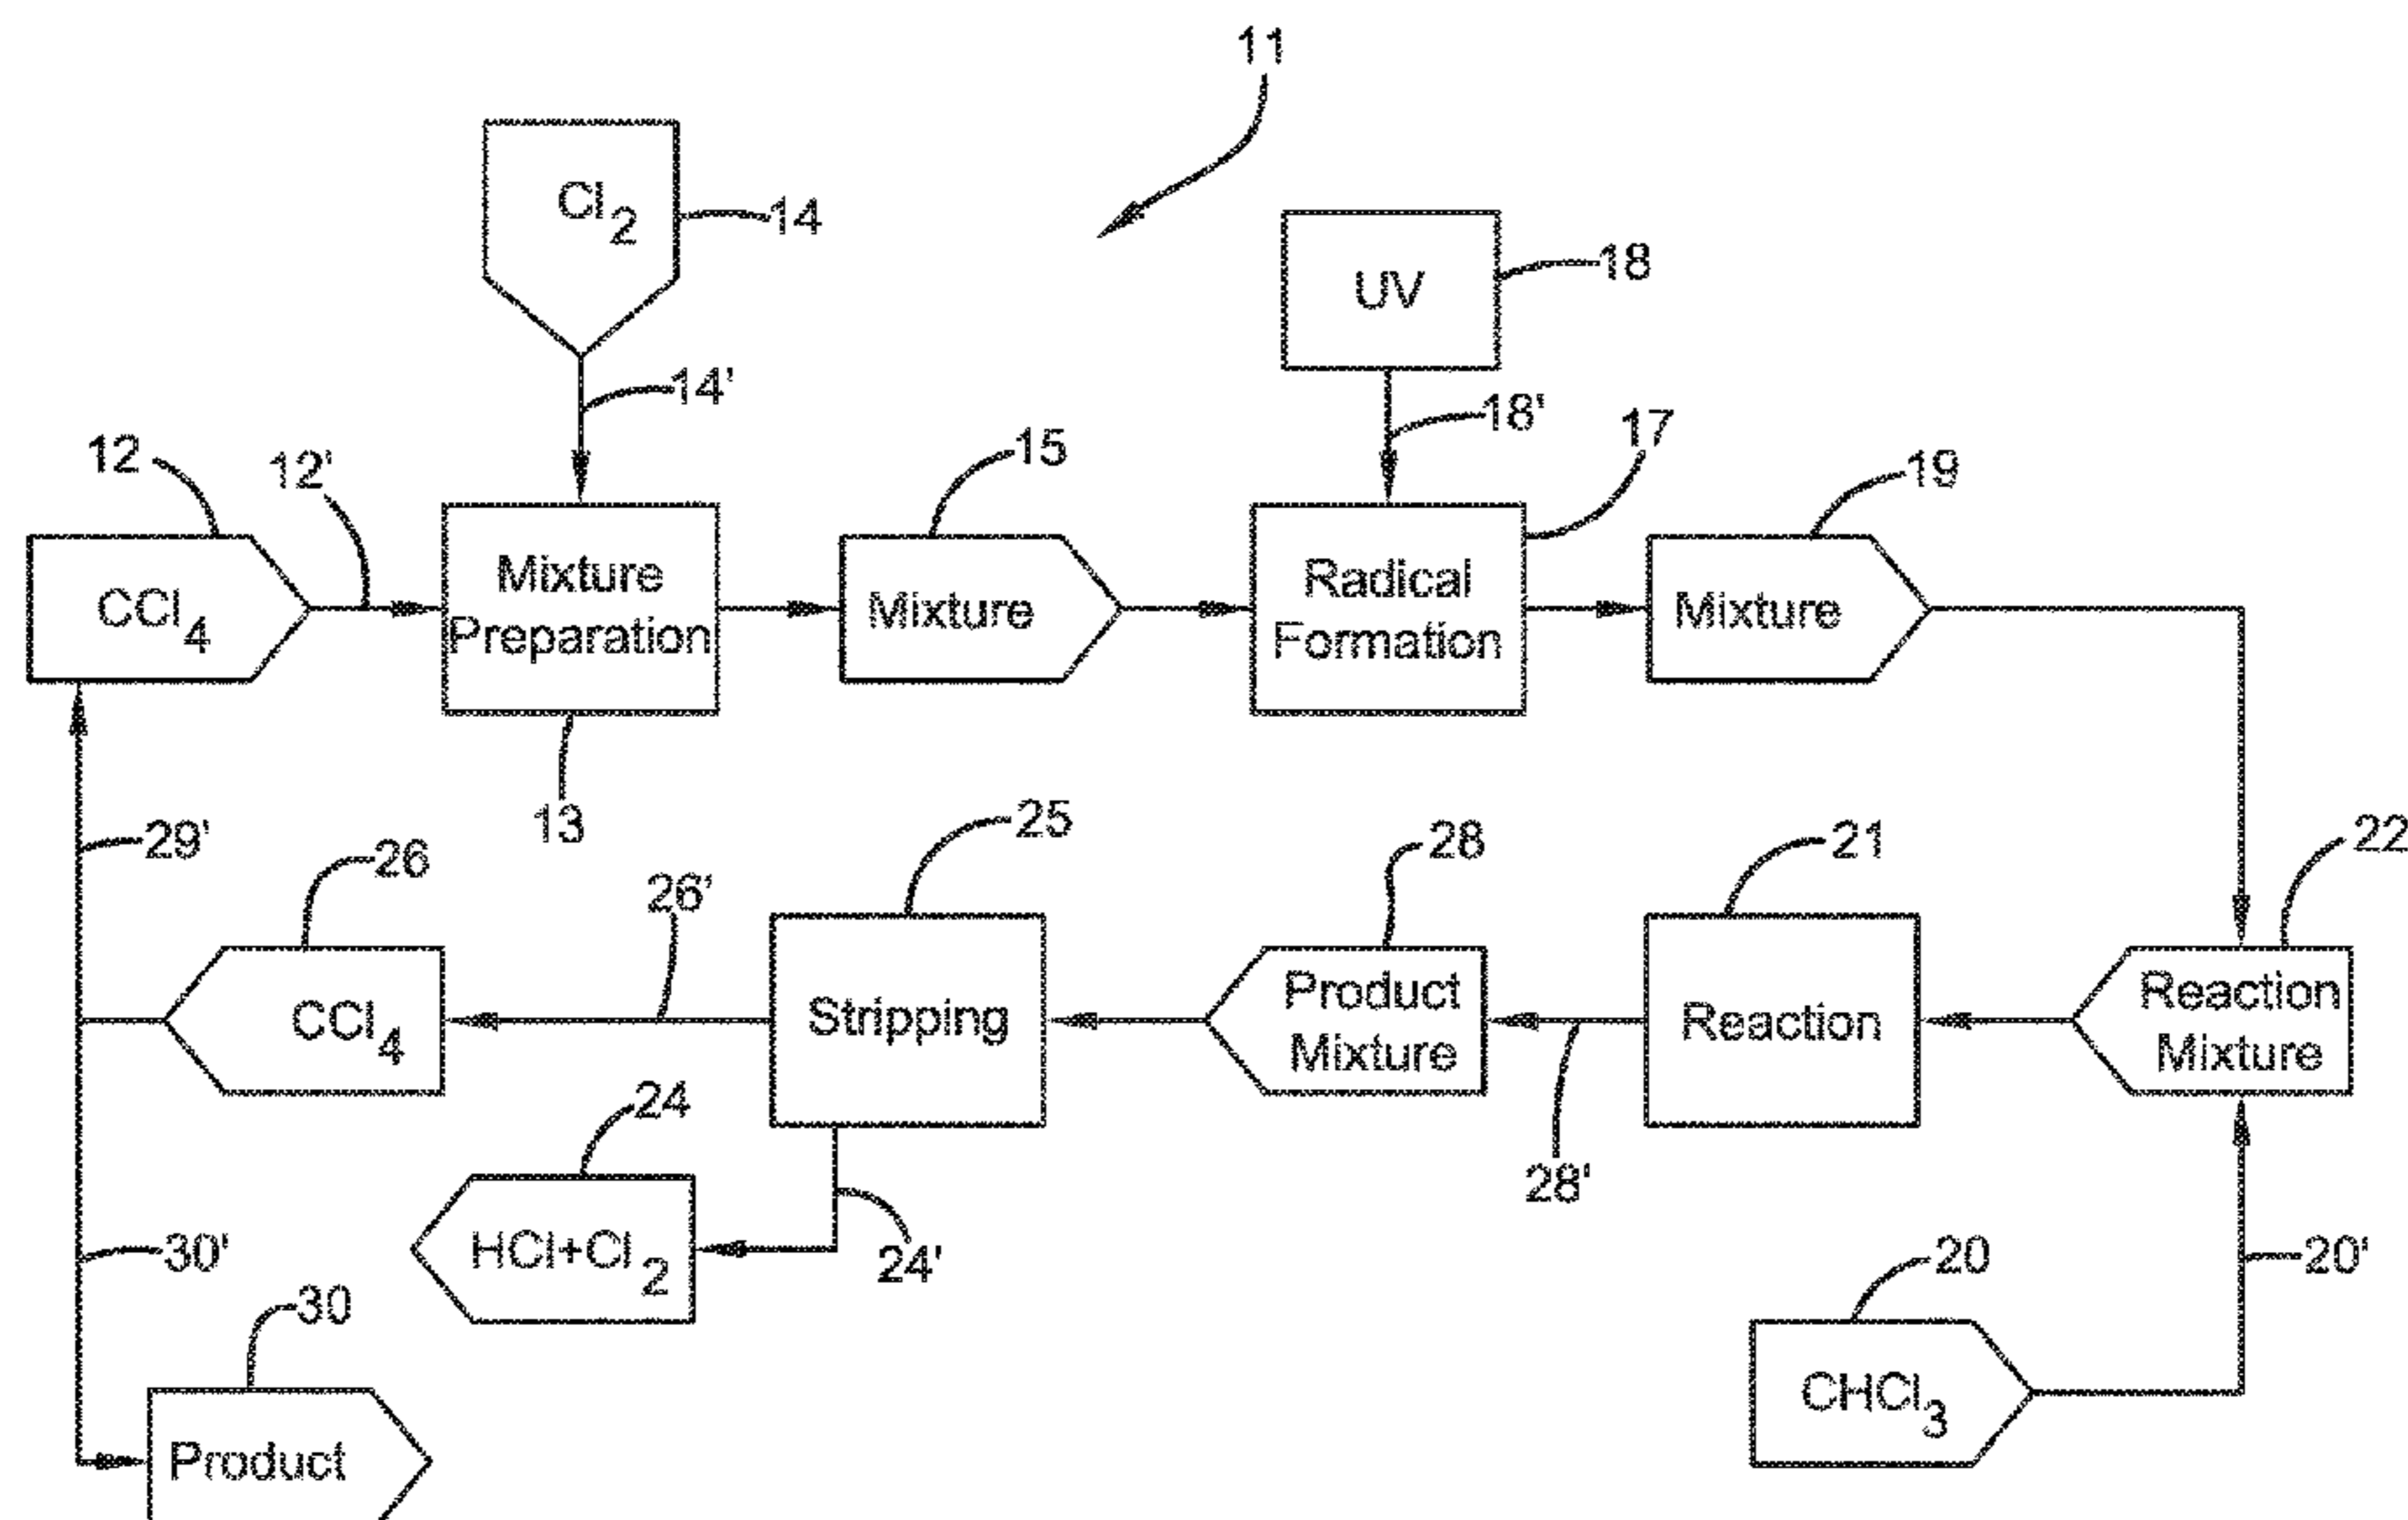 11
Cl2
14
14'
UV
18
18'
17
12
12'
15
19
CCl4
Mixture
Preparation
Mixture
Radical
Formation
Mixture
13
29'
26
26'
25
28
21
22
CCl4
Stripping
Product
Mixture
Reaction
Reaction
Mixture
24
28'
HCl+Cl2
24'
30'
30
20
20'
CHCl3
Product